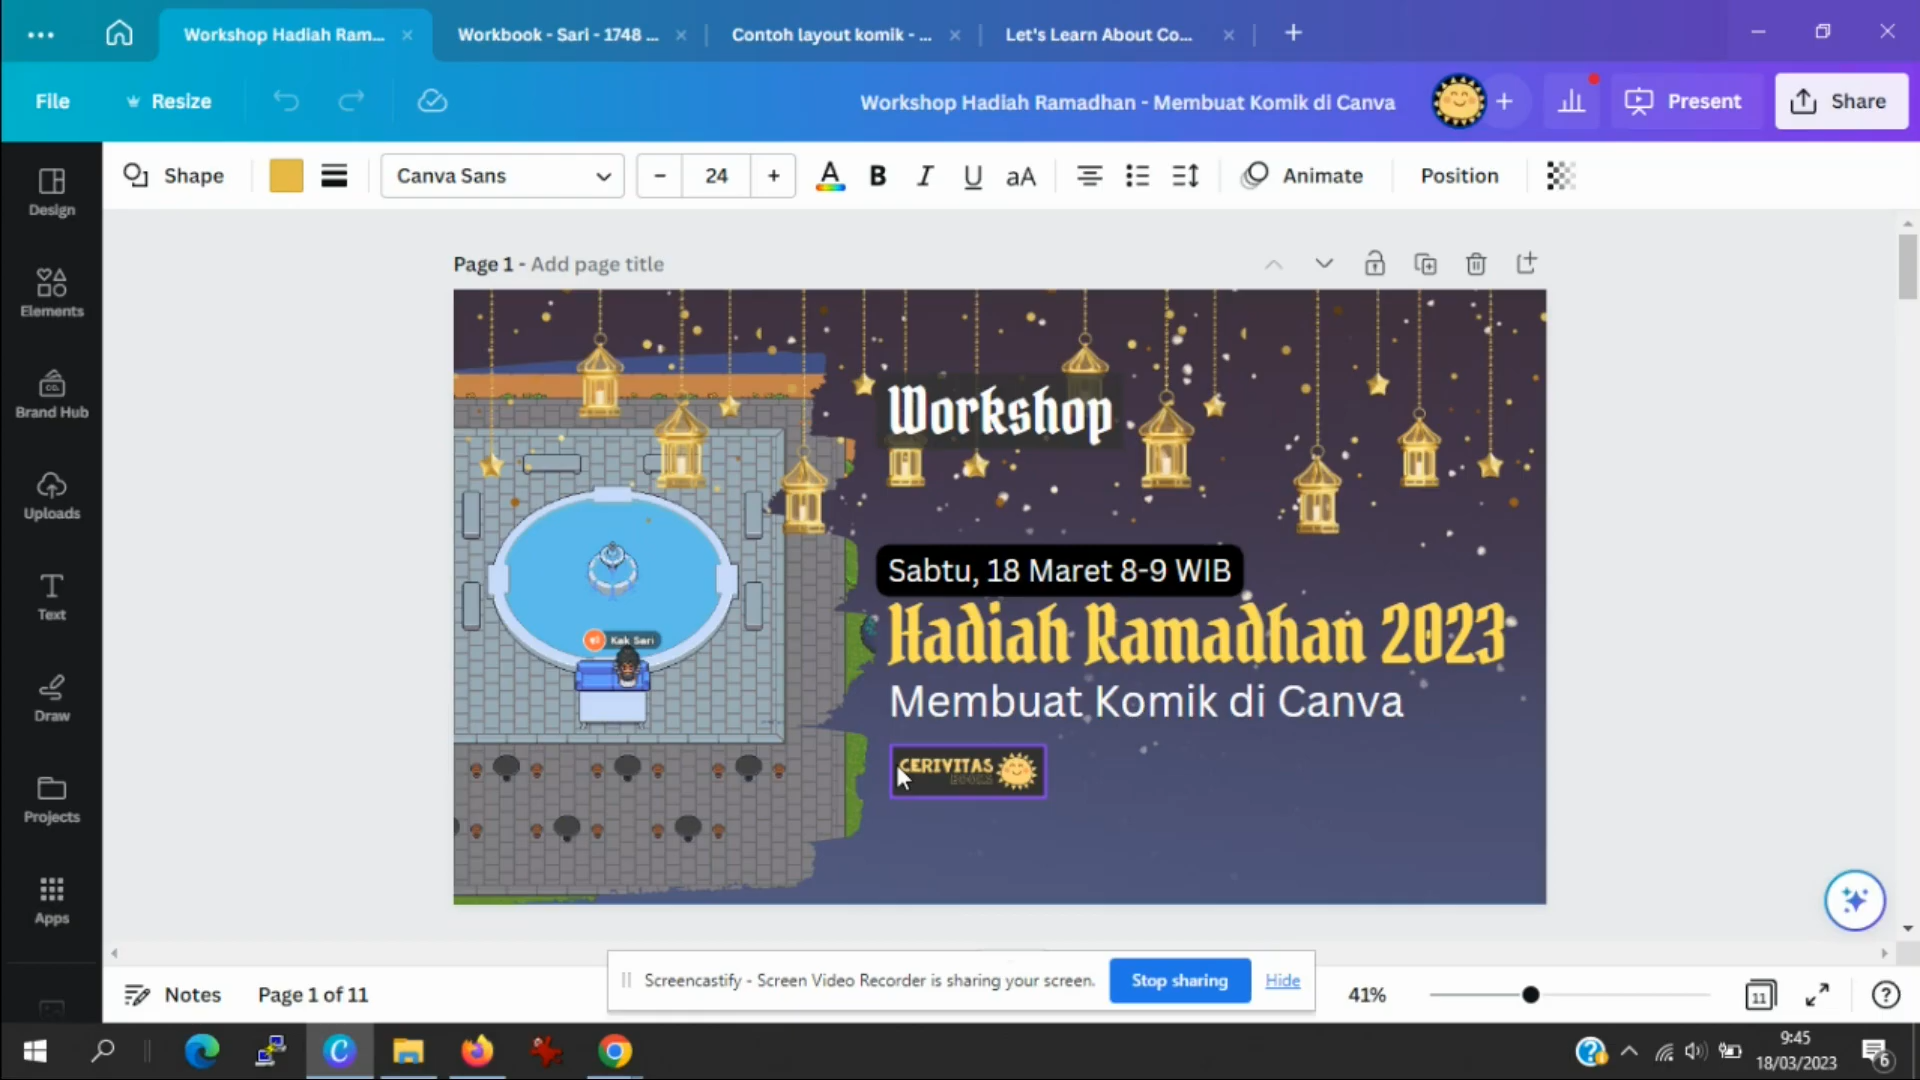 Workshop Hadiah Ram...
Workbook - Sari - 1748 ...
Contoh layout komik - ...
Let's Learn About Co...
File
Resize
Workshop Hadiah Ramadhan - Membuat Komik di Canva
Present
Share
Shape
Canva Sans
24
B
I
U
aA
Animate
Position
Design
Elements
Brand Hub
Uploads
Text
Draw
Projects
Apps
Page 1 - Add page title
Workshop
Sabtu, 18 Maret 8-9 WIB
Hadiah Ramadhan 2023
Membuat Komik di Canva
Kak Sari
CERIVITAS
BOOKS
Screencastify - Screen Video Recorder is sharing your screen.
Stop sharing
Hide
Notes
Page 1 of 11
41%
11
9:45
18/03/2023
6